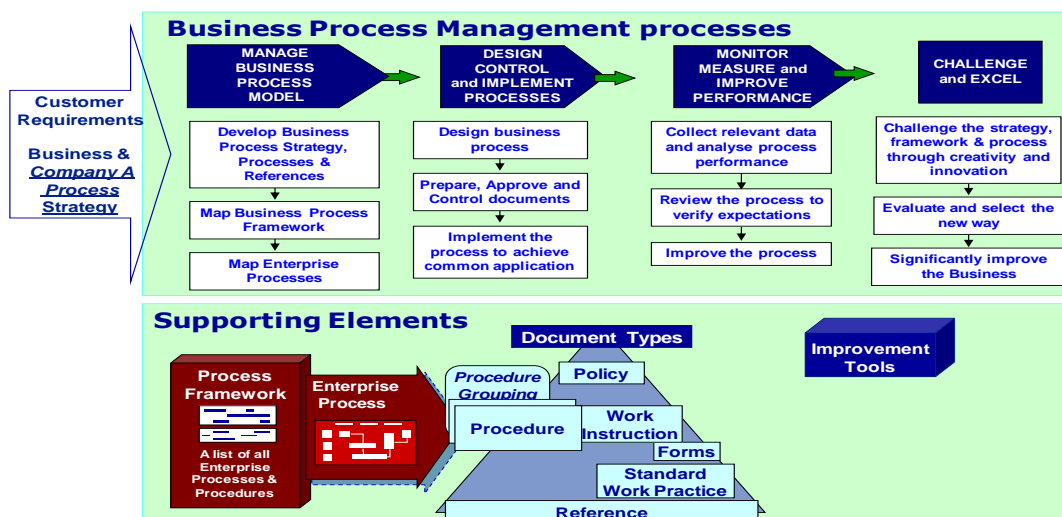 Business Process Management processes
Customer
Requirements
Business &
Company A
Process
Strategy
MANAGE
BUSINESS
PROCESS
MODEL
Develop Business
Process Strategy,
Processes &
References
Map Business Process
Framework
Map Enterprise
Processes
DESIGN
CONTROL
and IMPLEMENT
PROCESSES
Design business
process
Prepare, Approve and
Control documents
Implement the
process to achieve
common application
MONITOR
MEASURE and
IMPROVE
PERFORMANCE
Collect relevant data
and analyse process
performance
Review the process to
verify expectations
Improve the process
CHALLENGE
and EXCEL
Challenge the strategy,
framework & process
through creativity and
innovation
Evaluate and select the
new way
Significantly improve
the Business
Supporting Elements
Process
Framework
A list of all
Enterprise
Processes &
Procedures
Enterprise
Process
Procedure
Grouping
Procedure
Document Types
Policy
Work
Instruction
Forms
Standard
Work Practice
Reference
Improvement
Tools